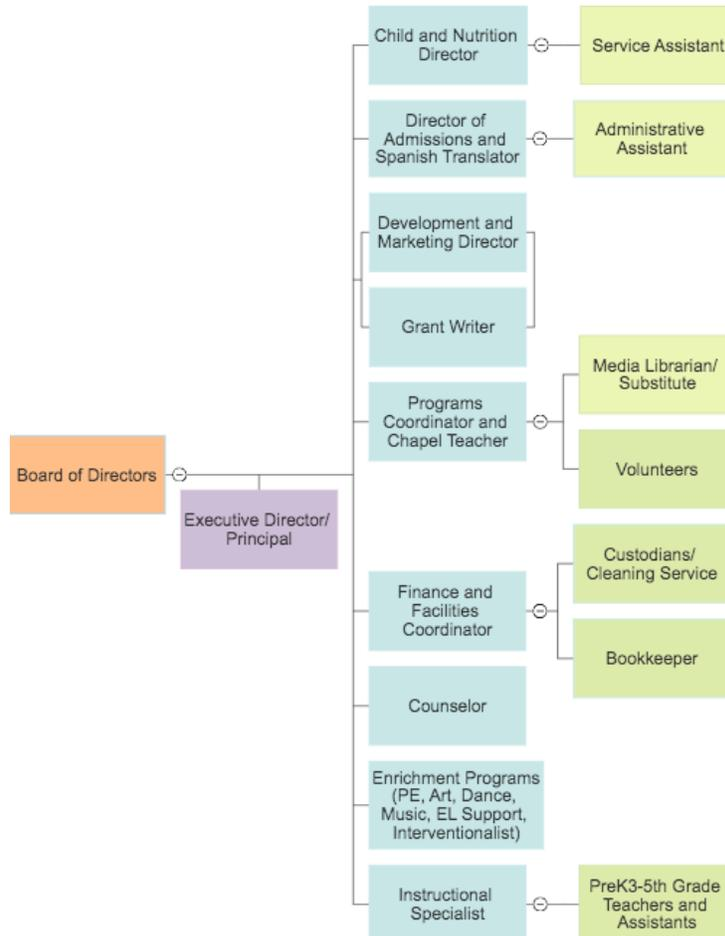 Child and Nutrition
Director
Service Assistant
Director of
Admissions and
Spanish Translator
Administrative
Assistant
Development and
Marketing Director
Grant Writer
Programs
Coordinator and
Chapel Teacher
Media Librarian/
Substitute
Volunteers
Board of Directors
Executive Director/
Principal
Finance and
Facilities
Coordinator
Custodians/
Cleaning Service
Bookkeeper
Counselor
Enrichment Programs
(PE, Art, Dance,
Music, EL Support,
Interventionalist)
Instructional
Specialist
PreK3-5th Grade
Teachers and
Assistants